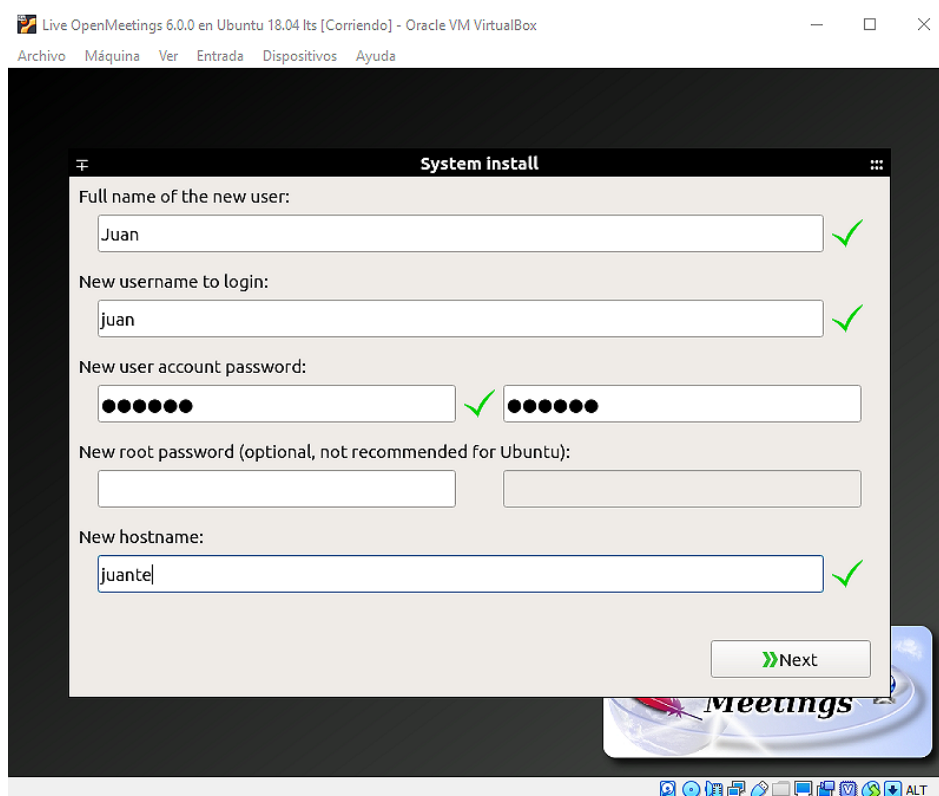 Live OpenMeetings 6.0.0 en Ubuntu 18.04 lts [Corriendo] - Oracle VM VirtualBox
Archivo Máquina Ver Entrada Dispositivos Ayuda
System install
Full name of the new user:
Juan
New username to login:
juan
New user account password:
●●●●●● ●●●●●●
New root password (optional, not recommended for Ubuntu):
New hostname:
juante
Next
Meetings
ALT